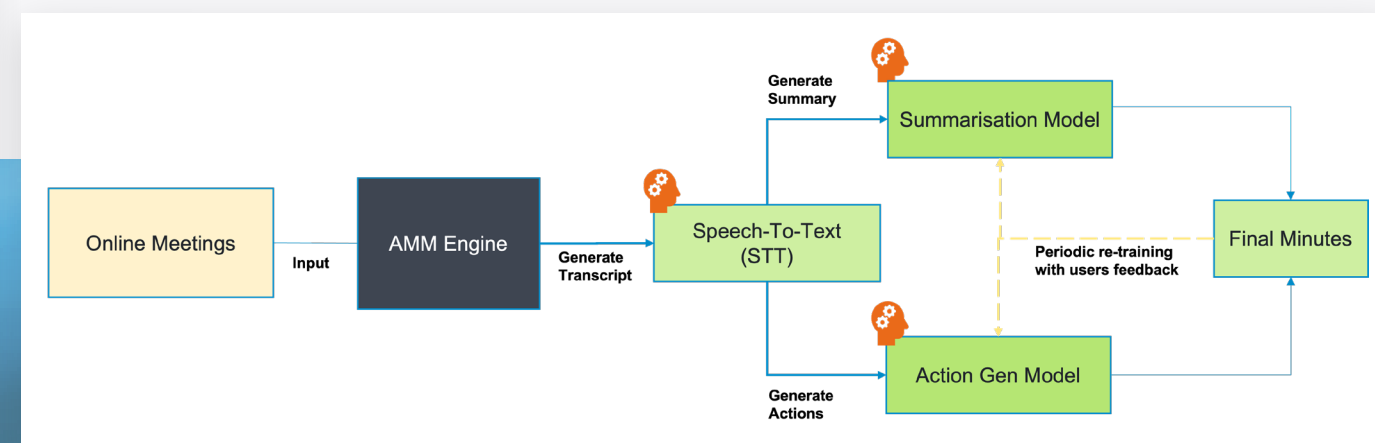 Online Meetings
Input
AMM Engine
Generate
Transcript
Speech-To-Text
(STT)
Generate
Summary
Summarisation Model
Generate
Actions
Action Gen Model
Periodic re-training
with users feedback
Final Minutes